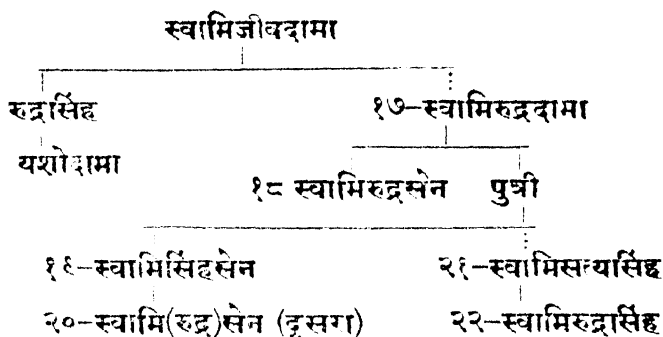 स्वामिजीवदामा
रुद्रसिंह १७-स्वामिरुद्रदामा
यशोदामा
१८ स्वामिरुद्रसेन पुत्री
१९-स्वामिसिंहसेन २१-स्वामिसत्यसिंह
२०-स्वामि(रुद्र)सेन (दूसरा) २२-स्वामिरुद्रसिंह